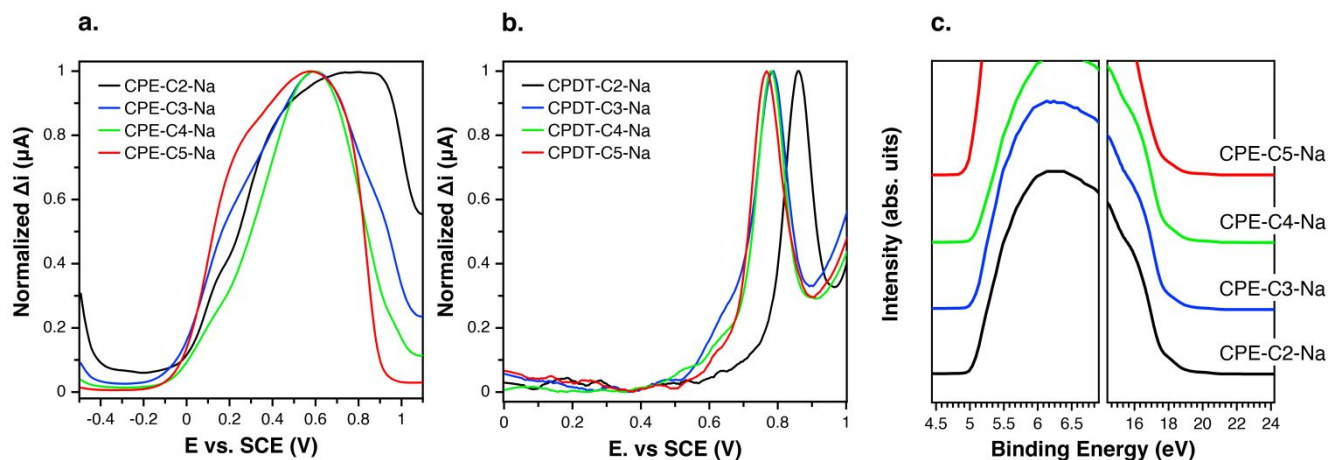 a.
Normalized Δi (µA)
1
0.8
0.6
0.4
0.2
0
CPE-C2-Na
CPE-C3-Na
CPE-C4-Na
CPE-C5-Na
-0.4 -0.2 0 0.2 0.4 0.6 0.8 1
E vs. SCE (V)
b.
Normalized Δi (µA)
1
0.8
0.6
0.4
0.2
0
CPDT-C2-Na
CPDT-C3-Na
CPDT-C4-Na
CPDT-C5-Na
0 0.2 0.4 0.6 0.8 1
E. vs SCE (V)
c.
Intensity (abs. uits)
CPE-C5-Na
CPE-C4-Na
CPE-C3-Na
CPE-C2-Na
4.5 5.0 5.5 6.0 6.5 16 18 20 22 24
Binding Energy (eV)